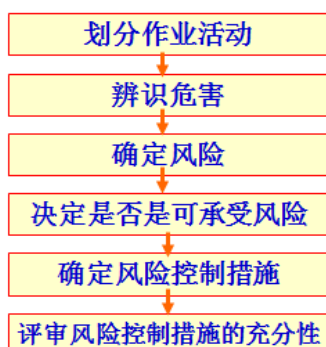 划分作业活动
辨识危害
确定风险
决定是否是可承受风险
确定风险控制措施
评审风险控制措施的充分性